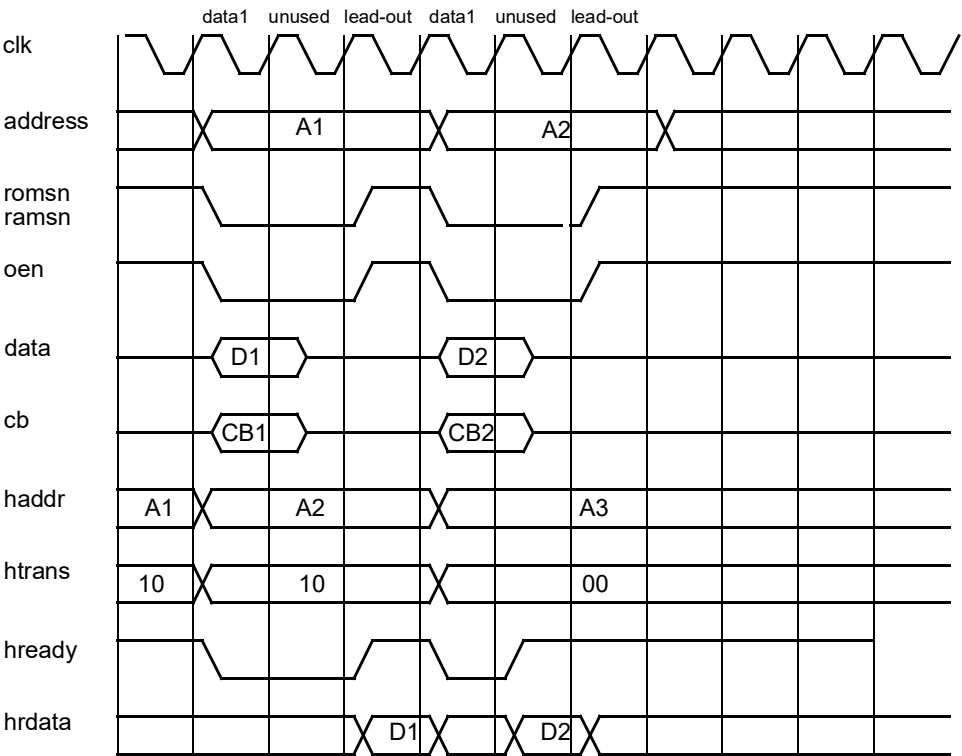 data1 unused lead-out data1 unused lead-out
clk
address A1 A2
romsn
ramsn
oen
data D1 D2
cb CB1 CB2
haddr A1 A2 A3
htrans 10 10 00
hready
hrdata D1 D2